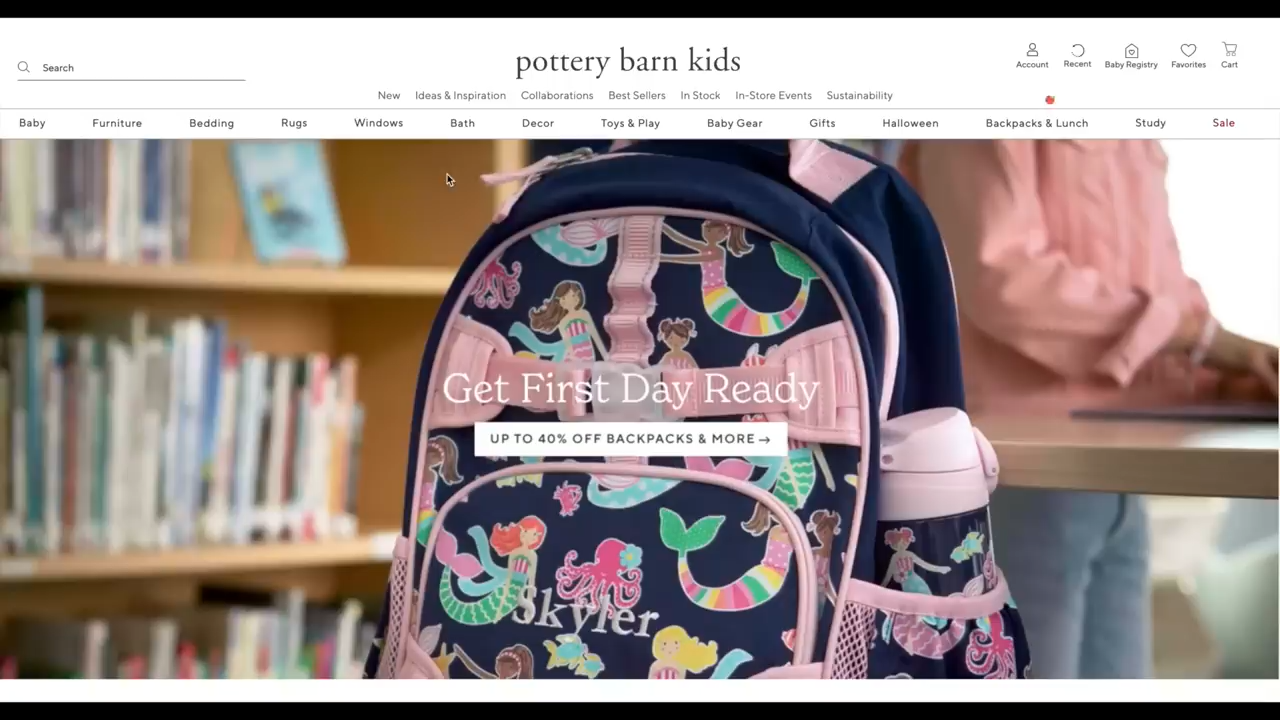 pottery barn kids
Search
Account
Recent
Baby Registry
Favorites
Cart
New
Ideas & Inspiration
Collaborations
Best Sellers
In Stock
In-Store Events
Sustainability
Baby
Furniture
Bedding
Rugs
Windows
Bath
Decor
Toys & Play
Baby Gear
Gifts
Halloween
Backpacks & Lunch
Study
Sale
Get First Day Ready
UP TO 40% OFF BACKPACKS & MORE →
Skyler